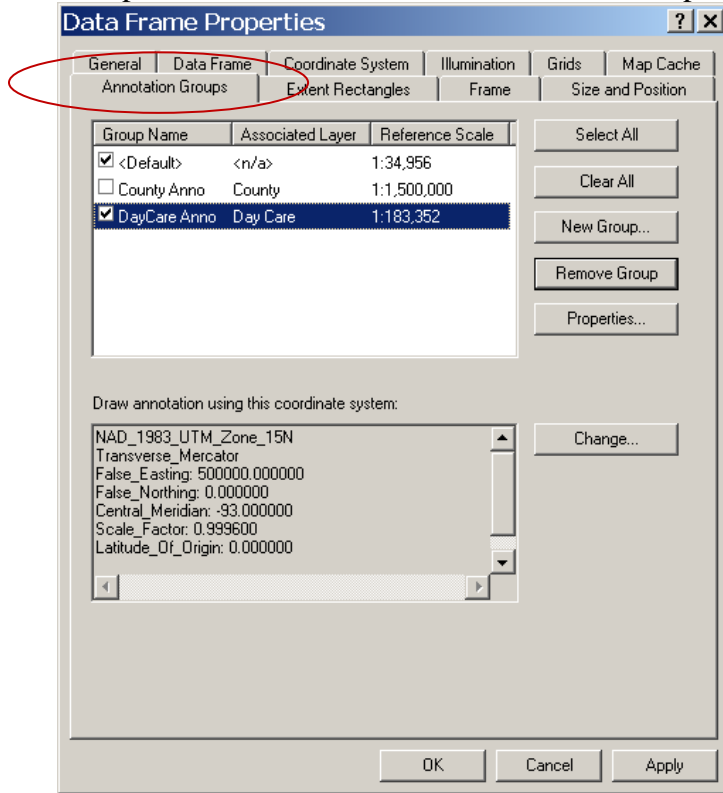 Data Frame Properties
General Data Frame Coordinate System Illumination Grids Map Cache
Annotation Groups Extent Rectangles Frame Size and Position
Group Name Associated Layer Reference Scale
<Default> <n/a> 1:34,956
County Anno County 1:1,500,000
DayCare Anno Day Care 1:183,352
Select All
Clear All
New Group...
Remove Group
Properties...
Draw annotation using this coordinate system:
NAD_1983_UTM_Zone_15N
Transverse_Mercator
False_Easting: 500000.000000
False_Northing: 0.000000
Central_Meridian: -93.000000
Scale_Factor: 0.999600
Latitude_Of_Origin: 0.000000
Change...
OK Cancel Apply